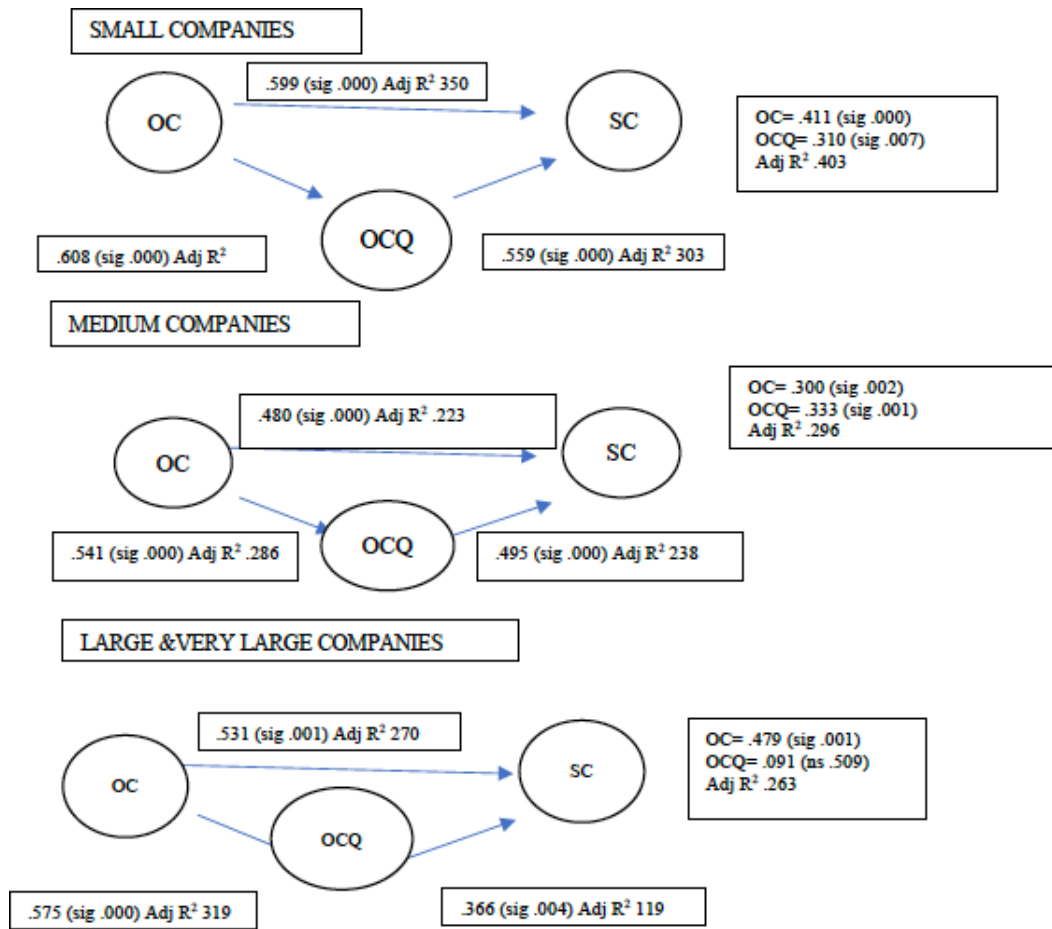 SMALL COMPANIES
.599 (sig .000) Adj R² 350
OC
SC
OC= .411 (sig .000)
OCQ= .310 (sig .007)
Adj R² .403
OCQ
.608 (sig .000) Adj R²
.559 (sig .000) Adj R² 303
MEDIUM COMPANIES
OC= .300 (sig .002)
OCQ= .333 (sig .001)
Adj R² .296
.480 (sig .000) Adj R² .223
OC
SC
OCQ
.541 (sig .000) Adj R² .286
.495 (sig .000) Adj R² 238
LARGE &VERY LARGE COMPANIES
.531 (sig .001) Adj R² 270
OC= .479 (sig .001)
OCQ= .091 (ns .509)
Adj R² .263
OC
SC
OCQ
.575 (sig .000) Adj R² 319
.366 (sig .004) Adj R² 119